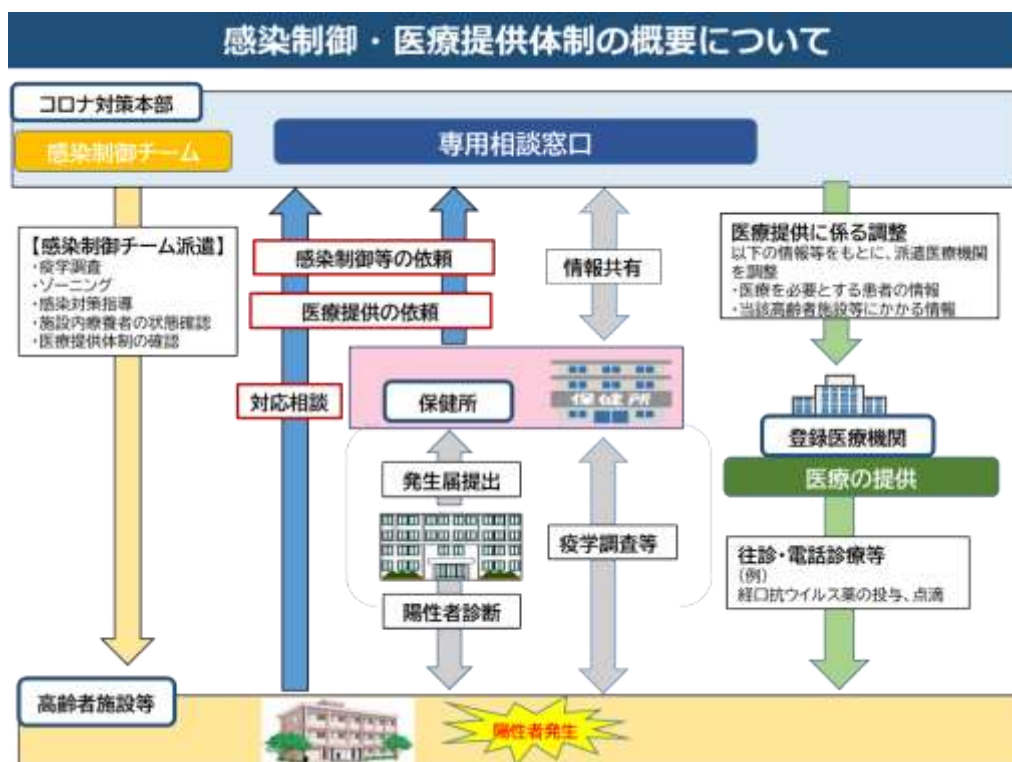 感染制御・医療提供体制の概要について
コロナ対策本部
感染制御チーム
専用相談窓口
【感染制御チーム派遣】
・疫学調査
・ゾーニング
・感染対策指導
・施設内療養者の状態確認
・医療提供体制の確認
感染制御等の依頼
医療提供の依頼
対応相談
情報共有
医療提供に係る調整
以下の情報等をもとに、派遣医療機関
を調整
・医療を必要とする患者の情報
・当該高齢者施設等にかかる情報
保健所
保健所
登録医療機関
医療の提供
発生届提出
疫学調査等
陽性者診断
往診・電話診療等
(例)
経口抗ウイルス薬の投与、点滴
高齢者施設等
陽性者発生